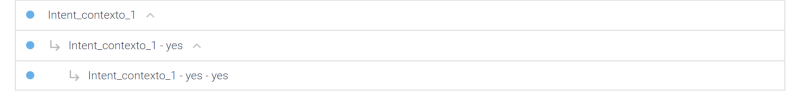 Intent_contexto_1
Intent_contexto_1 - yes
Intent_contexto_1 - yes - yes